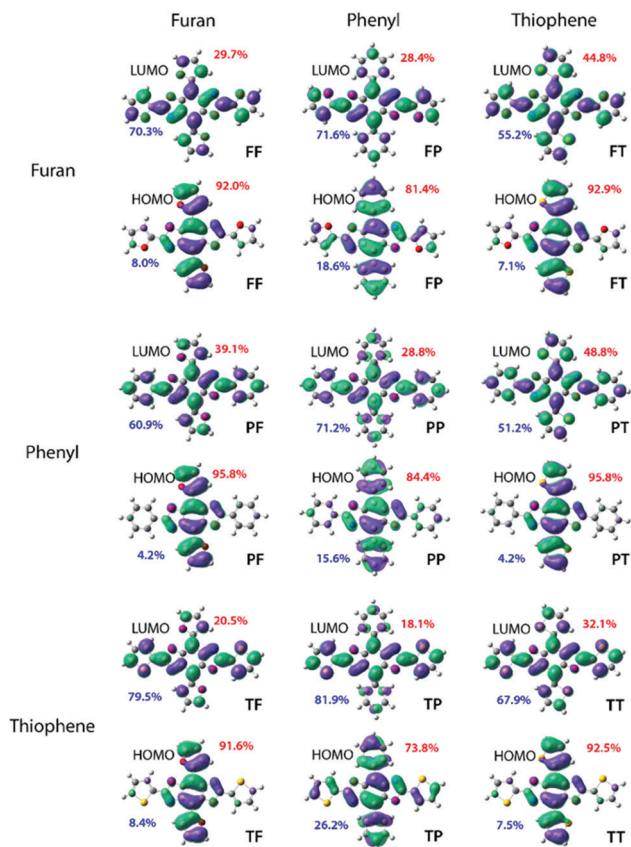 Furan Phenyl Thiophene
29.7% 28.4% 44.8%
LUMO LUMO LUMO
70.3% 71.6% 55.2%
FF FP FT
Furan
HOMO 92.0% HOMO 81.4% HOMO 92.9%
8.0% 18.6% 7.1%
FF FP FT
LUMO 39.1% LUMO 28.8% LUMO 48.8%
60.9% 71.2% 51.2%
PF PP PT
Phenyl
HOMO 95.8% HOMO 84.4% HOMO 95.8%
4.2% 15.6% 4.2%
PF PP PT
20.5% 18.1% 32.1%
LUMO LUMO LUMO
79.5% 81.9% 67.9%
TF TP TT
Thiophene
HOMO 91.6% HOMO 73.8% HOMO 92.5%
8.4% 26.2% 7.5%
TF TP TT